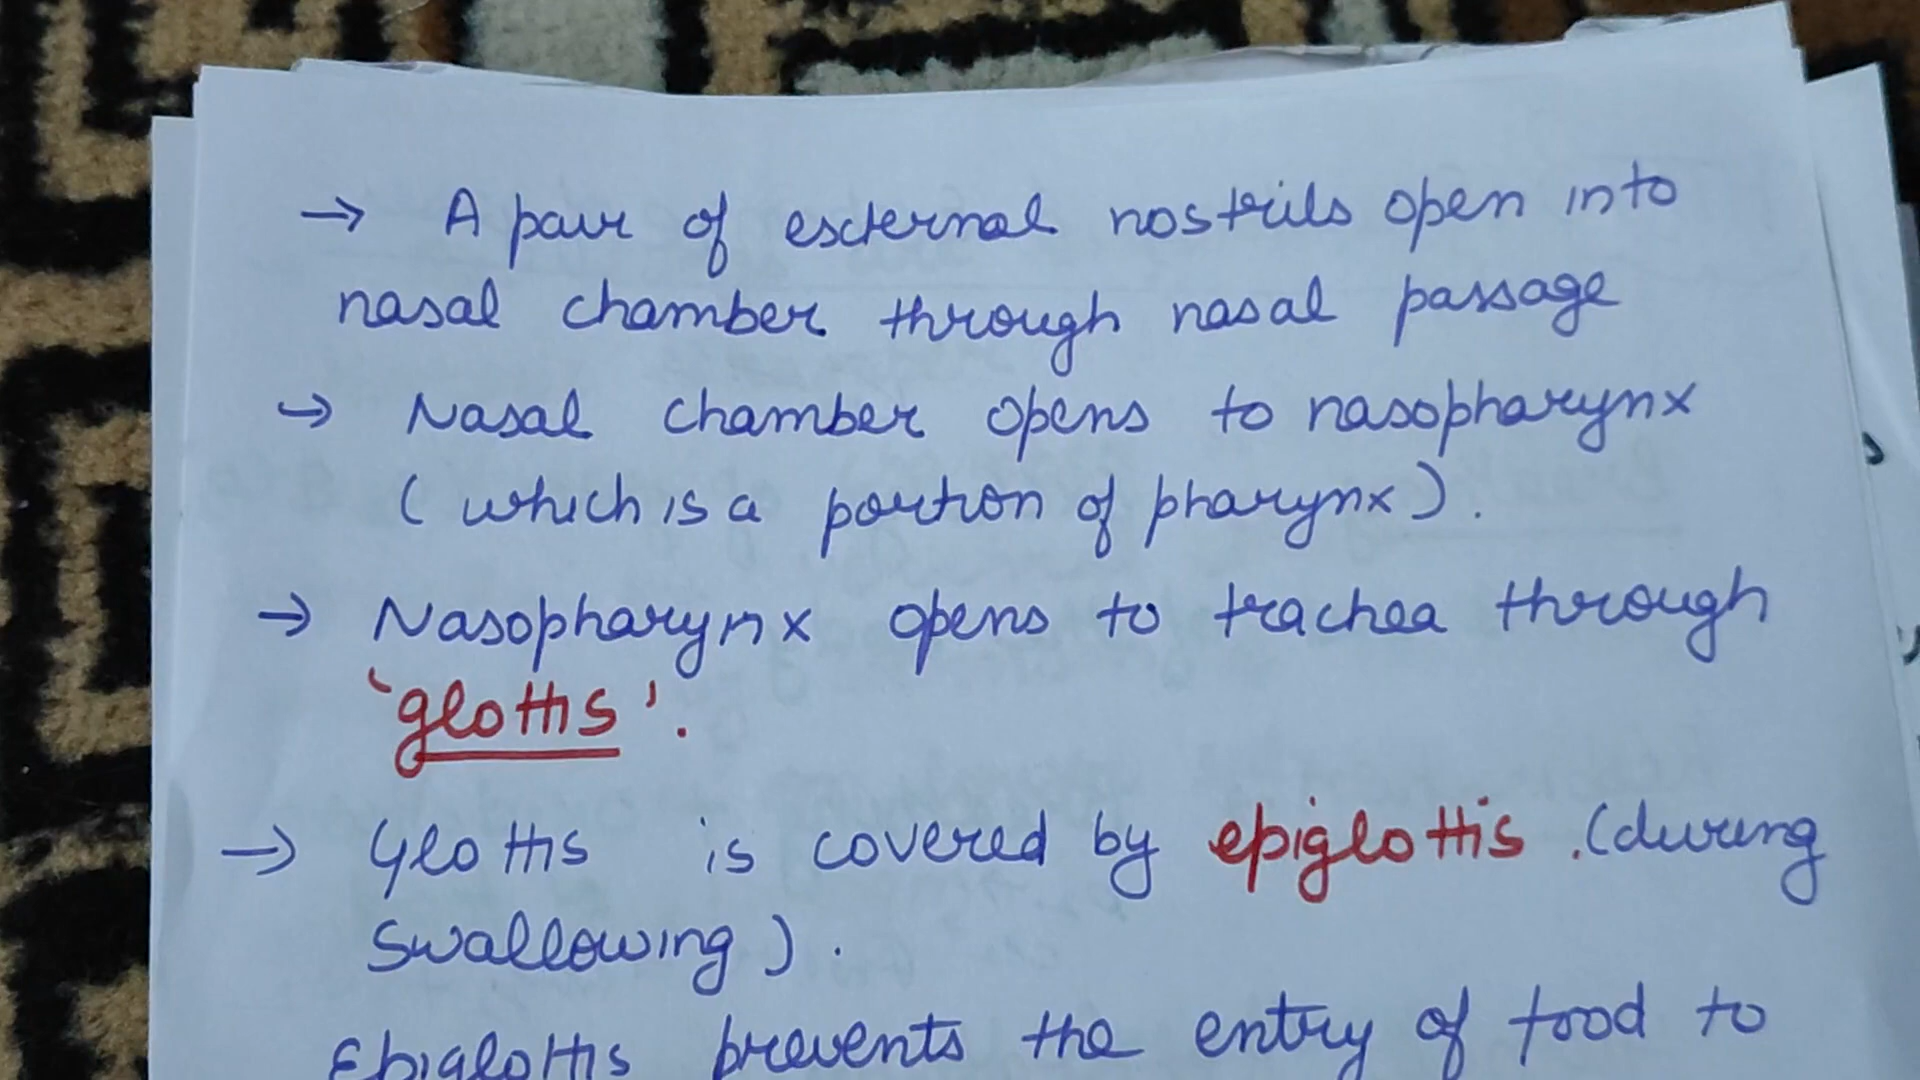 → A pair of external nostrils open into
nasal chamber through nasal passage
→ Nasal chamber opens to nasopharynx
( which is a portion of pharynx ) .
→ Nasopharynx opens to trachea through
‘glottis’ .
→ Glottis is covered by epiglottis . (during
swallowing ) .
Epiglottis prevents the entry of food to